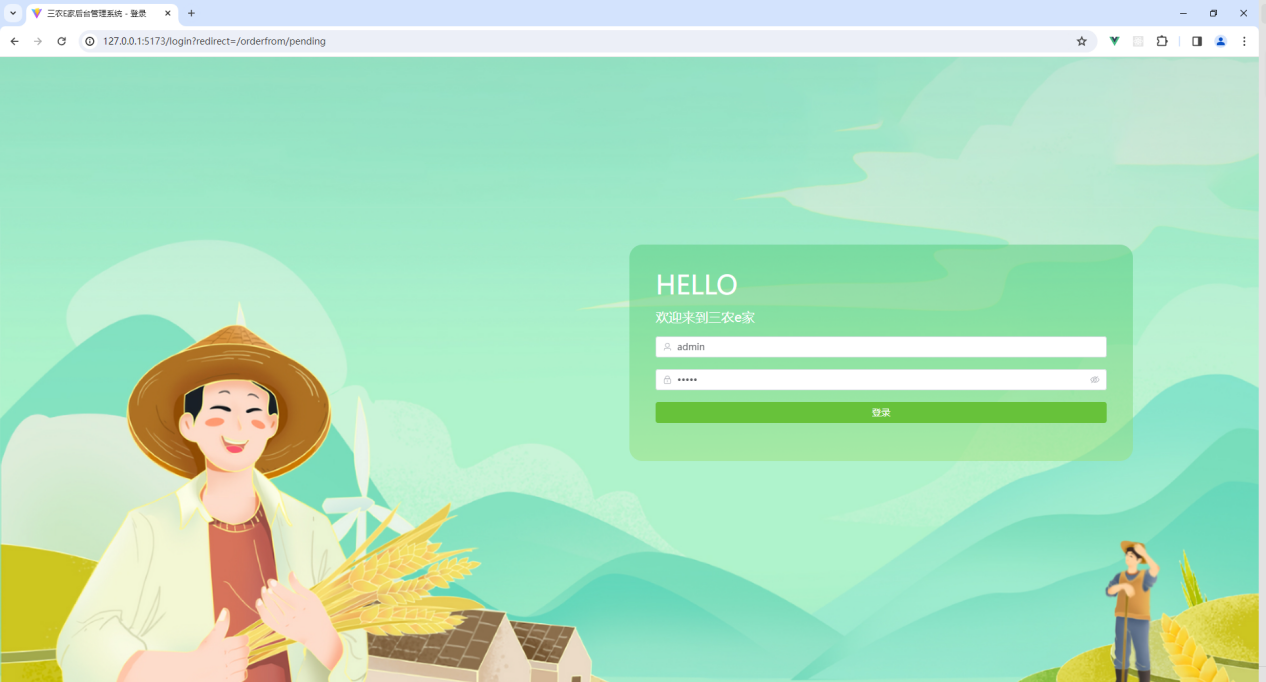 三农E家后台管理系统 - 登录
127.0.0.1:5173/login?redirect=/orderfrom/pending
HELLO
欢迎来到三农e家
admin
•••••
登录